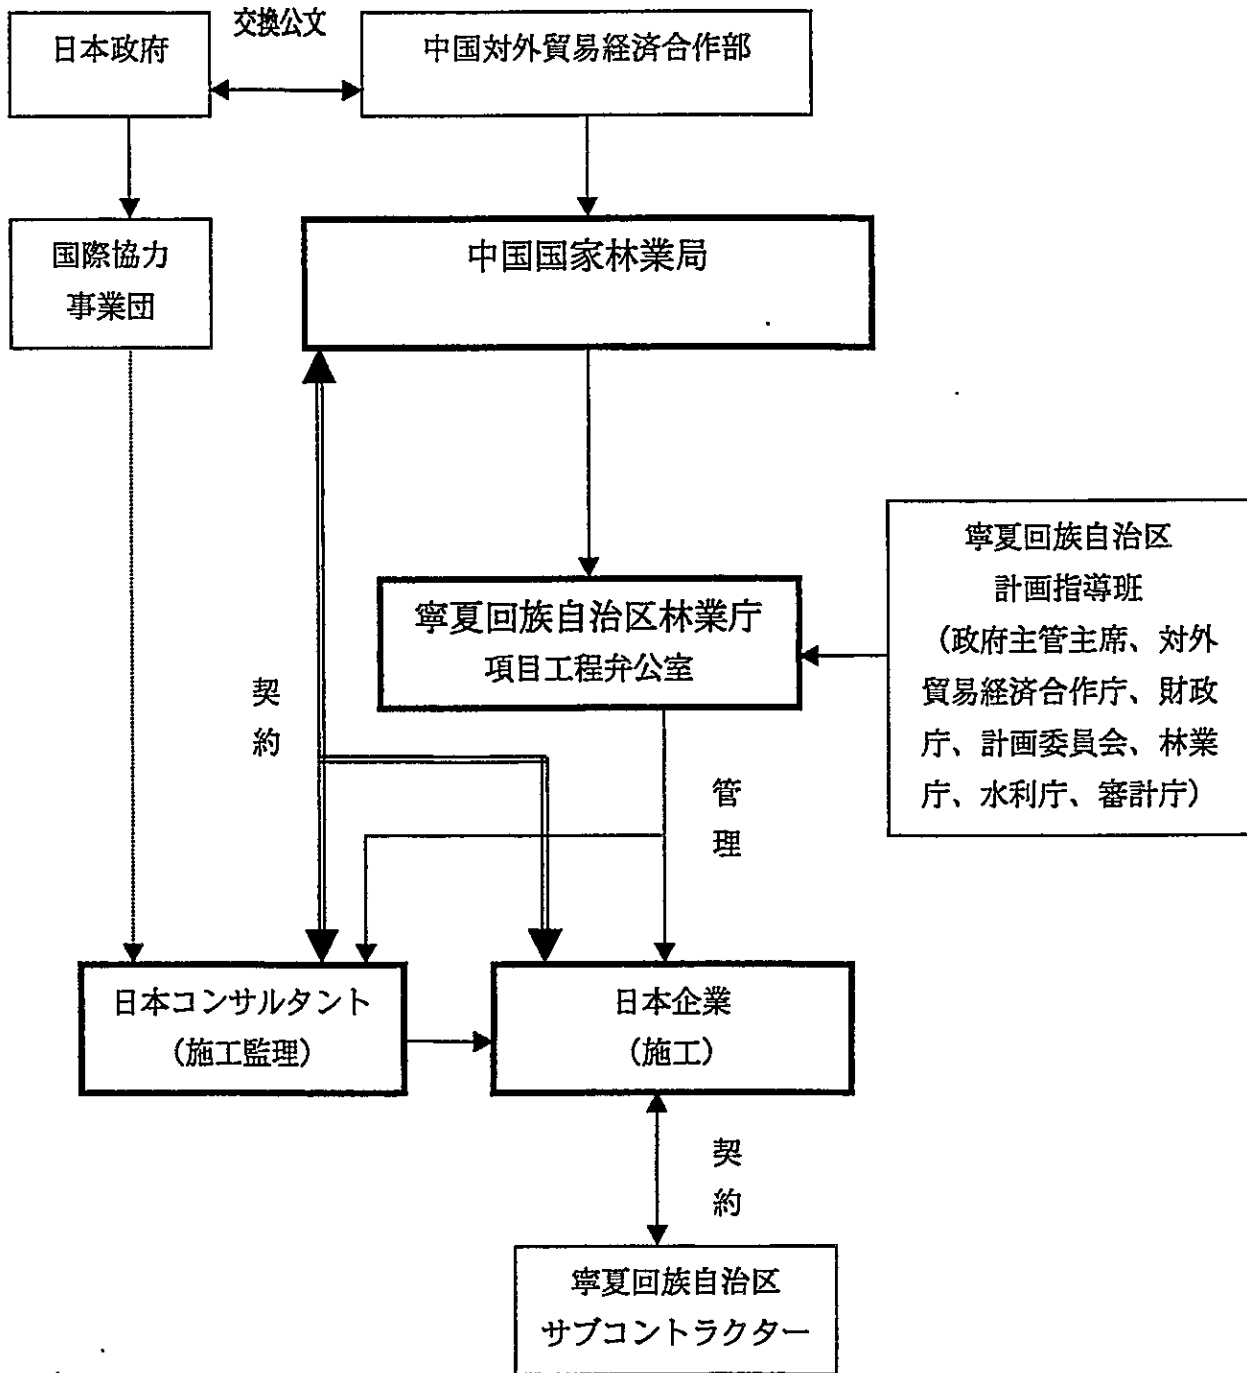 交換公文
日本政府
中国対外貿易経済合作部
国際協力
事業団
中国国家林業局
寧夏回族自治区
計画指導班
（政府主管主席、対外
貿易経済合作庁、財政
庁、計画委員会、林業
庁、水利庁、審計庁）
寧夏回族自治区林業庁
項目工程弁公室
契
約
管
理
日本コンサルタント
（施工監理）
日本企業
（施工）
契
約
寧夏回族自治区
サブコントラクター